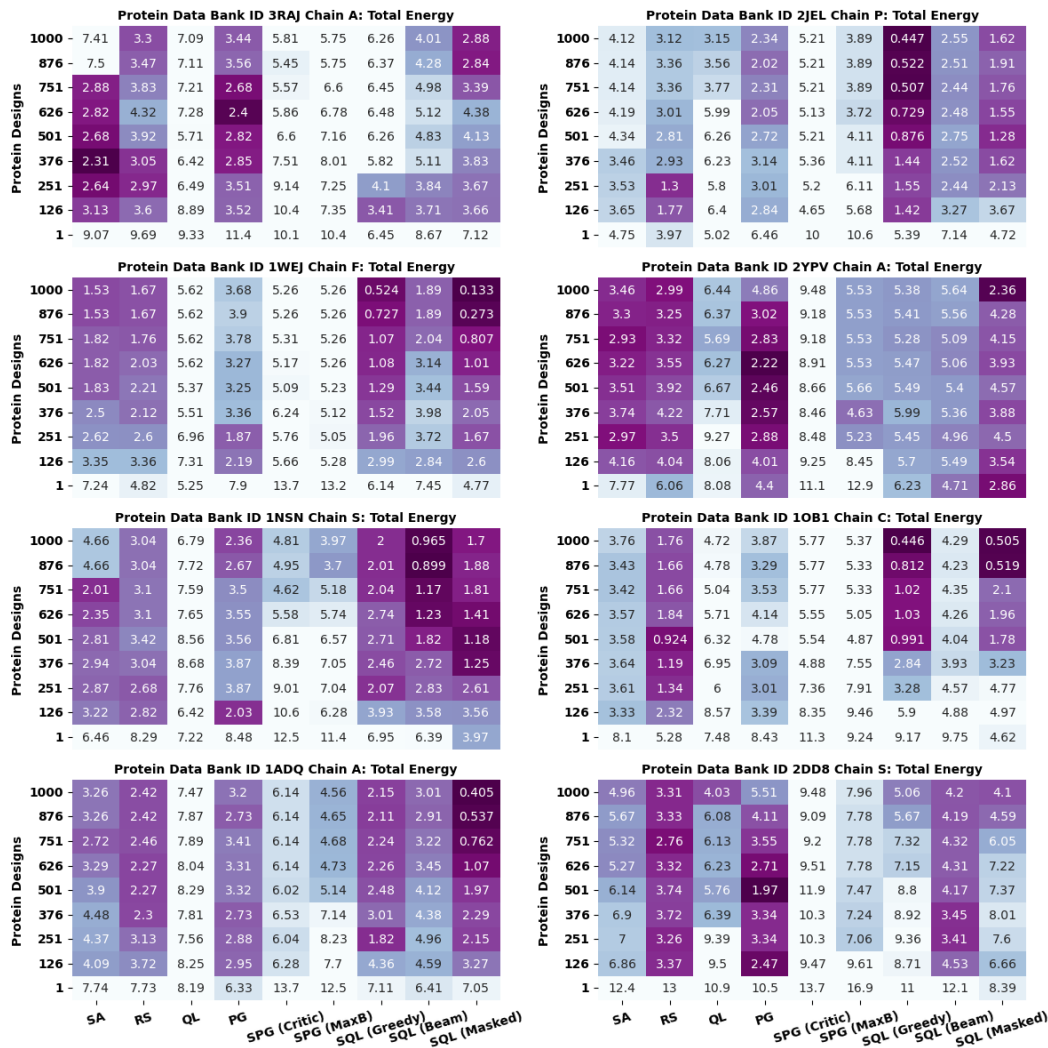 Protein Data Bank ID 3RAJ Chain A: Total Energy
Protein Designs
1000 7.41 3.3 7.09 3.44 5.81 5.75 6.26 4.01 2.88
876 7.5 3.47 7.11 3.56 5.45 5.75 6.37 4.28 2.84
751 2.88 3.83 7.21 2.68 5.57 6.6 6.45 4.98 3.39
626 2.82 4.32 7.28 2.4 5.86 6.78 6.48 5.12 4.38
501 2.68 3.92 5.71 2.82 6.6 7.16 6.26 4.83 4.13
376 2.31 3.05 6.42 2.85 7.51 8.01 5.82 5.11 3.83
251 2.64 2.97 6.49 3.51 9.14 7.25 4.1 3.84 3.67
126 3.13 3.6 8.89 3.52 10.4 7.35 3.41 3.71 3.66
1 9.07 9.69 9.33 11.4 10.1 10.4 6.45 8.67 7.12
Protein Data Bank ID 2JEL Chain P: Total Energy
Protein Designs
1000 4.12 3.12 3.15 2.34 5.21 3.89 0.447 2.55 1.62
876 4.14 3.36 3.56 2.02 5.21 3.89 0.522 2.51 1.91
751 4.14 3.36 3.77 2.31 5.21 3.89 0.507 2.44 1.76
626 4.19 3.01 5.99 2.05 5.13 3.72 0.729 2.48 1.55
501 4.34 2.81 6.26 2.72 5.21 4.11 0.876 2.75 1.28
376 3.46 2.93 6.23 3.14 5.36 4.11 1.44 2.52 1.62
251 3.53 1.3 5.8 3.01 5.2 6.11 1.55 2.44 2.13
126 3.65 1.77 6.4 2.84 4.65 5.68 1.42 3.27 3.67
1 4.75 3.97 5.02 6.46 10 10.6 5.39 7.14 4.72
Protein Data Bank ID 1WEJ Chain F: Total Energy
Protein Designs
1000 1.53 1.67 5.62 3.68 5.26 5.26 0.524 1.89 0.133
876 1.53 1.67 5.62 3.9 5.26 5.26 0.727 1.89 0.273
751 1.82 1.76 5.62 3.78 5.31 5.26 1.07 2.04 0.807
626 1.82 2.03 5.62 3.27 5.17 5.26 1.08 3.14 1.01
501 1.83 2.21 5.37 3.25 5.09 5.23 1.29 3.44 1.59
376 2.5 2.12 5.51 3.36 6.24 5.12 1.52 3.98 2.05
251 2.62 2.6 6.96 1.87 5.76 5.05 1.96 3.72 1.67
126 3.35 3.36 7.31 2.19 5.66 5.28 2.99 2.84 2.6
1 7.24 4.82 5.25 7.9 13.7 13.2 6.14 7.45 4.77
Protein Data Bank ID 2YPV Chain A: Total Energy
Protein Designs
1000 3.46 2.99 6.44 4.86 9.48 5.53 5.38 5.64 2.36
876 3.3 3.25 6.37 3.02 9.18 5.53 5.41 5.56 4.28
751 2.93 3.32 5.69 2.83 9.18 5.53 5.28 5.09 4.15
626 3.22 3.55 6.27 2.22 8.91 5.53 5.47 5.06 3.93
501 3.51 3.92 6.67 2.46 8.66 5.66 5.49 5.4 4.57
376 3.74 4.22 7.71 2.57 8.46 4.63 5.99 5.36 3.88
251 2.97 3.5 9.27 2.88 8.48 5.23 5.45 4.96 4.5
126 4.16 4.04 8.06 4.01 9.25 8.45 5.7 5.49 3.54
1 7.77 6.06 8.08 4.4 11.1 12.9 6.23 4.71 2.86
Protein Data Bank ID 1NSN Chain S: Total Energy
Protein Designs
1000 4.66 3.04 6.79 2.36 4.81 3.97 2 0.965 1.7
876 4.66 3.04 7.72 2.67 4.95 3.7 2.01 0.899 1.88
751 2.01 3.1 7.59 3.5 4.62 5.18 2.04 1.17 1.81
626 2.35 3.1 7.65 3.55 5.58 5.74 2.74 1.23 1.41
501 2.81 3.42 8.56 3.56 6.81 6.57 2.71 1.82 1.18
376 2.94 3.04 8.68 3.87 8.39 7.05 2.46 2.72 1.25
251 2.87 2.68 7.76 3.87 9.01 7.04 2.07 2.83 2.61
126 3.22 2.82 6.42 2.03 10.6 6.28 3.93 3.58 3.56
1 6.46 8.29 7.22 8.48 12.5 11.4 6.95 6.39 3.97
Protein Data Bank ID 1OB1 Chain C: Total Energy
Protein Designs
1000 3.76 1.76 4.72 3.87 5.77 5.37 0.446 4.29 0.505
876 3.43 1.66 4.78 3.29 5.77 5.33 0.812 4.23 0.519
751 3.42 1.66 5.04 3.53 5.77 5.33 1.02 4.35 2.1
626 3.57 1.84 5.71 4.14 5.55 5.07 1.03 4.26 1.96
501 3.58 0.924 6.32 4.78 5.54 4.87 0.991 4.04 1.78
376 3.64 1.19 6.95 3.09 4.88 7.55 2.84 3.93 3.23
251 3.61 1.34 6 3.01 7.36 7.91 3.28 4.57 4.77
126 3.33 2.32 8.57 3.39 8.35 9.46 5.9 4.88 4.97
1 8.1 5.28 7.48 8.43 11.3 9.24 9.17 9.75 4.62
Protein Data Bank ID 1ADQ Chain A: Total Energy
Protein Designs
1000 3.26 2.42 7.47 3.2 6.14 4.56 2.15 3.01 0.405
876 3.26 2.42 7.87 2.73 6.14 4.65 2.11 2.91 0.537
751 2.72 2.46 7.89 3.41 6.14 4.68 2.24 3.22 0.762
626 3.29 2.27 8.04 3.31 6.14 4.73 2.26 3.45 1.07
501 3.9 2.27 8.29 3.32 6.02 5.14 2.48 4.12 1.97
376 4.48 2.3 7.81 2.73 6.53 7.14 3.01 4.38 2.29
251 4.37 3.13 7.56 2.88 6.04 8.23 1.82 4.96 2.15
126 4.09 3.72 8.25 2.95 6.28 7.7 4.36 4.59 3.27
1 7.74 7.73 8.19 6.33 13.7 12.5 7.11 6.41 7.05
SA RS QL PG SPG (Critic) SPG (MaxB) SQL (Greedy) SQL (Beam) SQL (Masked)
Protein Data Bank ID 2DD8 Chain S: Total Energy
Protein Designs
1000 4.96 3.31 4.03 5.51 9.48 7.96 5.06 4.2 4.1
876 5.67 3.33 6.08 4.11 9.09 7.78 5.67 4.19 4.59
751 5.32 2.76 6.13 3.55 9.2 7.78 7.32 4.32 6.05
626 5.27 3.32 6.23 2.71 9.51 7.78 7.15 4.31 7.22
501 6.14 3.74 5.76 1.97 11.9 7.47 8.8 4.17 7.37
376 6.9 3.72 6.39 3.34 10.3 7.24 8.92 3.45 8.01
251 7 3.26 9.39 3.34 10.3 7.06 9.36 3.41 7.6
126 6.86 3.37 9.5 2.47 9.47 9.61 8.71 4.53 6.66
1 12.4 13 10.9 10.5 13.7 16.9 11 12.1 8.39
SA RS QL PG SPG (Critic) SPG (MaxB) SQL (Greedy) SQL (Beam) SQL (Masked)